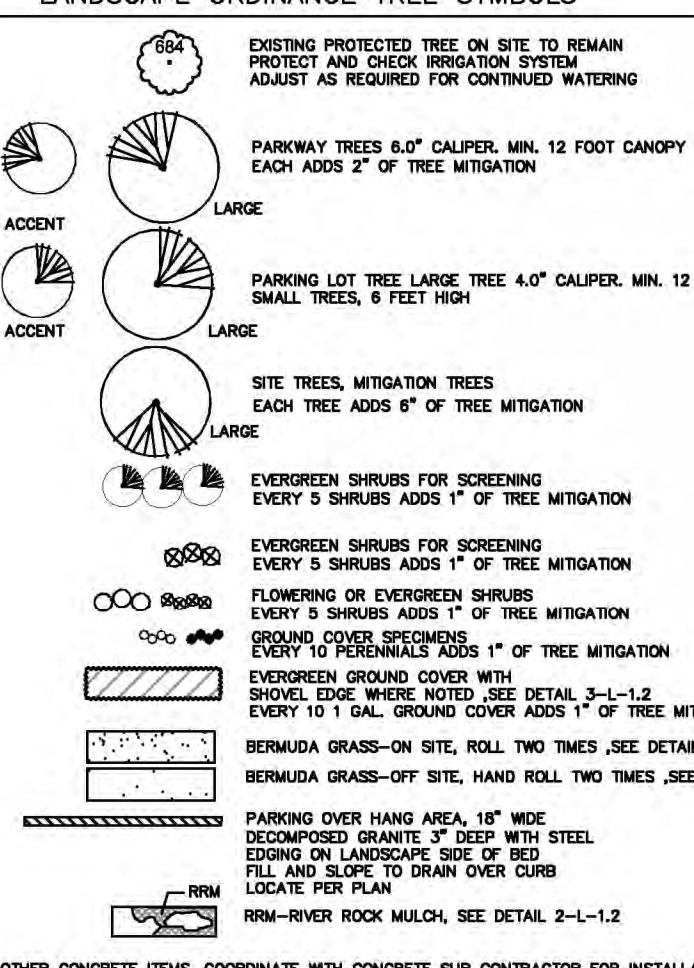 LANDSCAPE ORDINANCE TREE SYMBOLS
684
EXISTING PROTECTED TREE ON SITE TO REMAIN
PROTECT AND CHECK IRRIGATION SYSTEM
ADJUST AS REQUIRED FOR CONTINUED WATERING
PARKWAY TREES 6.0" CALIPER. MIN. 12 FOOT CANOPY
EACH ADDS 2" OF TREE MITIGATION
LARGE
ACCENT
PARKING LOT TREE LARGE TREE 4.0" CALIPER. MIN. 12
SMALL TREES, 6 FEET HIGH
ACCENT
LARGE
SITE TREES, MITIGATION TREES
EACH TREE ADDS 6" OF TREE MITIGATION
LARGE
EVERGREEN SHRUBS FOR SCREENING
EVERY 5 SHRUBS ADDS 1" OF TREE MITIGATION
EVERGREEN SHRUBS FOR SCREENING
EVERY 5 SHRUBS ADDS 1" OF TREE MITIGATION
FLOWERING OR EVERGREEN SHRUBS
EVERY 5 SHRUBS ADDS 1" OF TREE MITIGATION
GROUND COVER SPECIMENS
EVERY 10 PERENNIALS ADDS 1" OF TREE MITIGATION
EVERGREEN GROUND COVER WITH
SHOVEL EDGE WHERE NOTED ,SEE DETAIL 3-L-1.2
EVERY 10 1 GAL. GROUND COVER ADDS 1" OF TREE MIT
BERMUDA GRASS-ON SITE, ROLL TWO TIMES ,SEE DETAI
BERMUDA GRASS-OFF SITE, HAND ROLL TWO TIMES ,SEE
PARKING OVER HANG AREA, 18" WIDE
DECOMPOSED GRANITE 3" DEEP WITH STEEL
EDGING ON LANDSCAPE SIDE OF BED
FILL AND SLOPE TO DRAIN OVER CURB
LOCATE PER PLAN
RRM
RRM-RIVER ROCK MULCH, SEE DETAIL 2-L-1.2
OTHER CONCRETE ITEMS, COORDINATE WITH CONCRETE SUB CONTRACTOR FOR INSTALLA